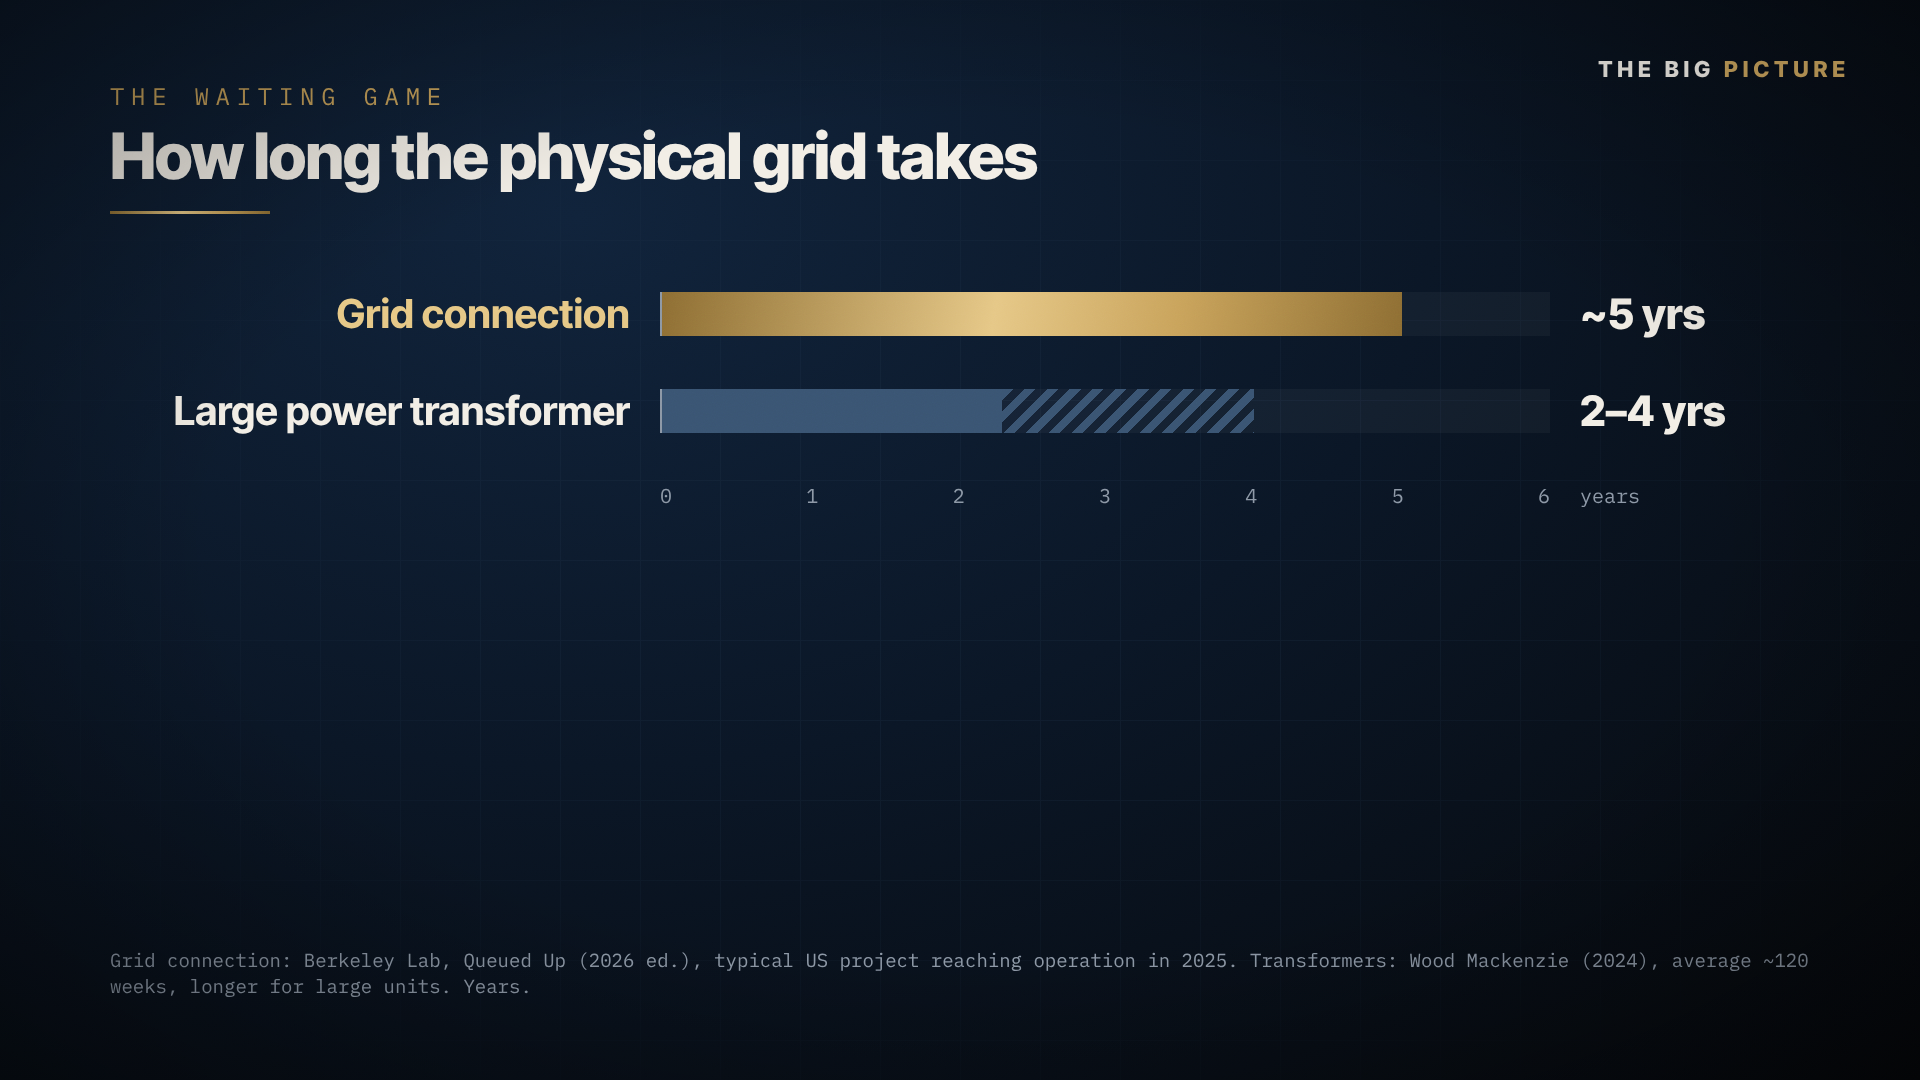 THE BIG PICTURE
THE WAITING GAME
How long the physical grid takes
Grid connection ~5 yrs
Large power transformer 2–4 yrs
0 1 2 3 4 5 6 years
Grid connection: Berkeley Lab, Queued Up (2026 ed.), typical US project reaching operation in 2025. Transformers: Wood Mackenzie (2024), average ~120
weeks, longer for large units. Years.